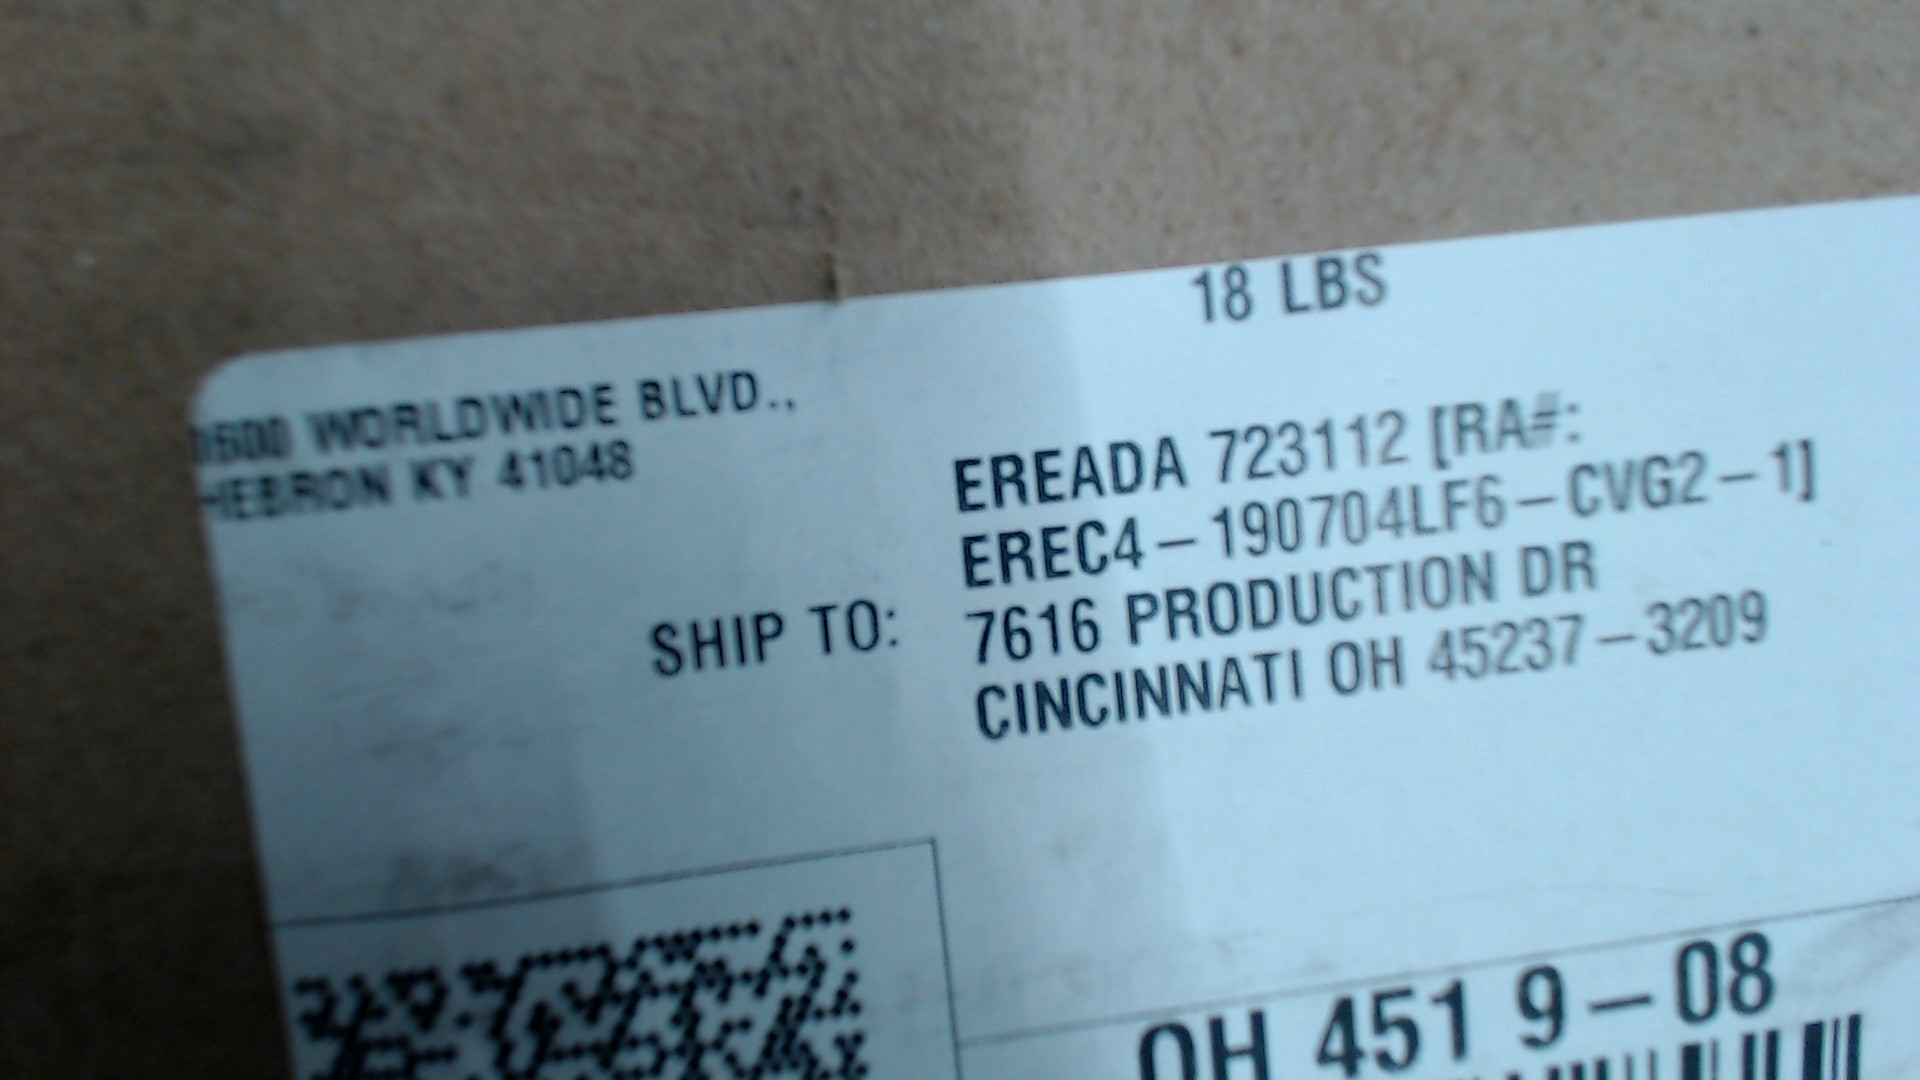 18 LBS
WORLDWIDE BLVD.,
HEBRON KY 41048
EREADA 723112 [RA#:
EREC4-190704LF6-CVG2-1]
SHIP TO: 7616 PRODUCTION DR
CINCINNATI OH 45237-3209
OH 451 9-08